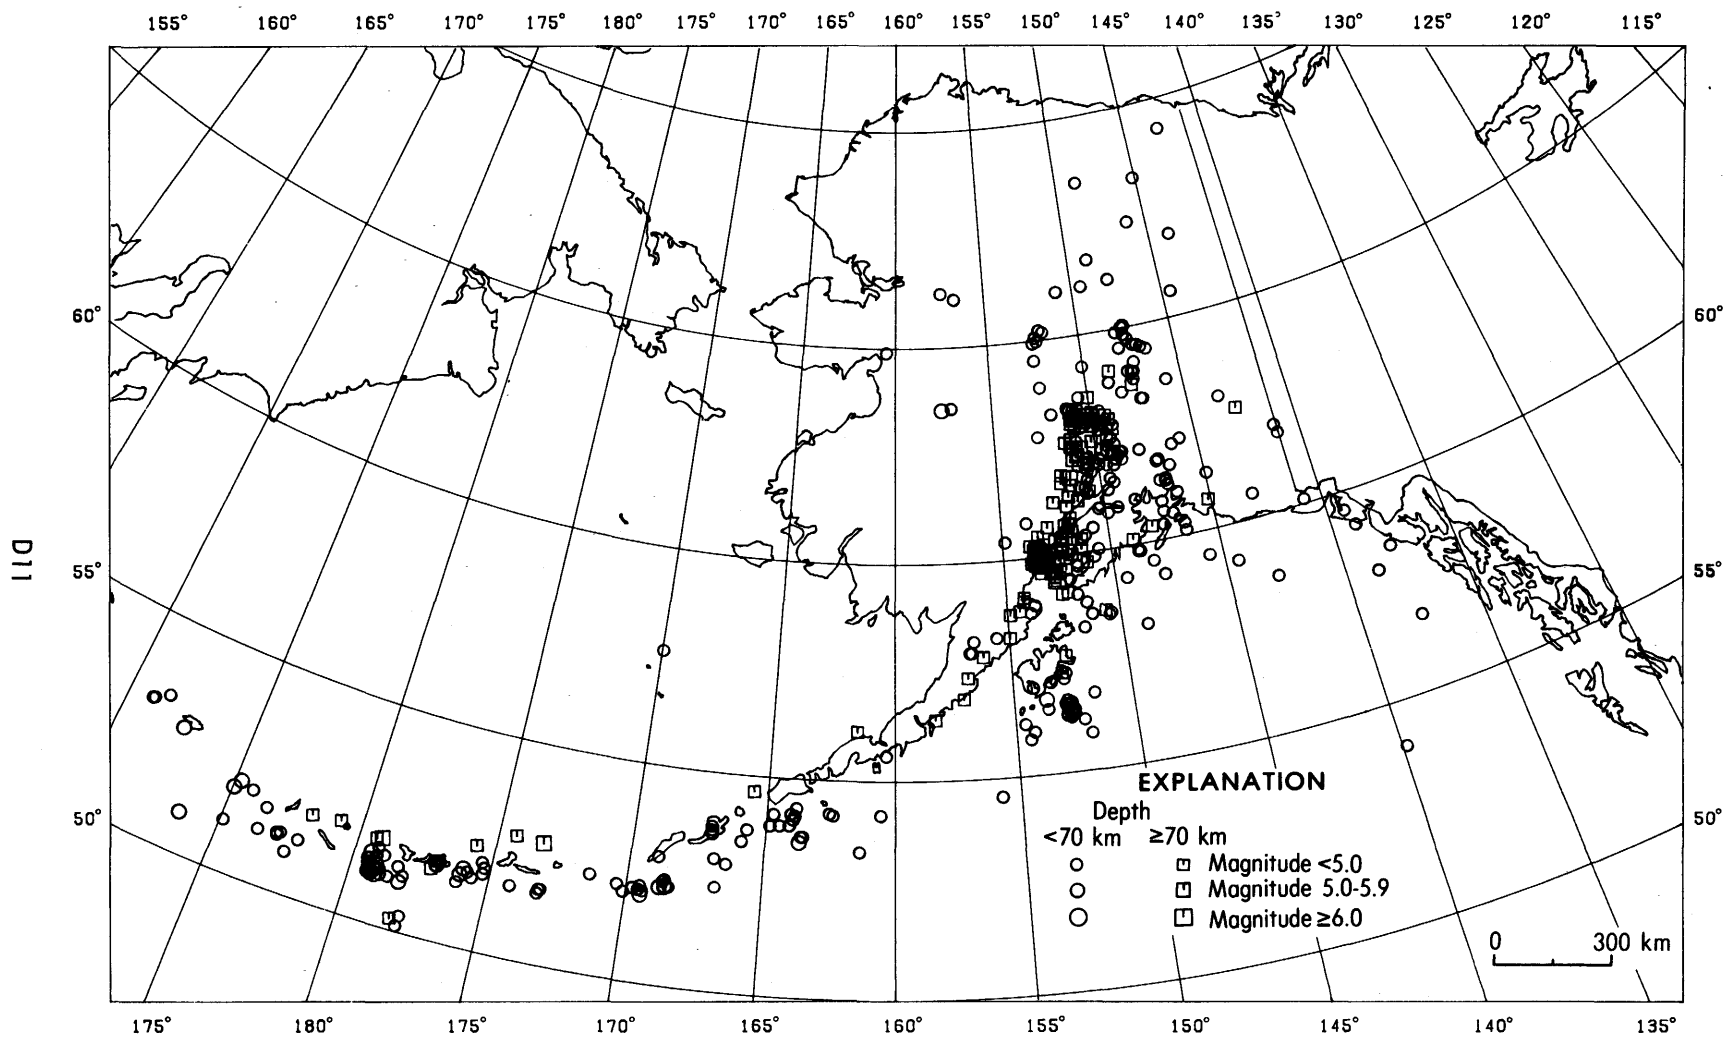 155° 160° 165° 170° 175° 180° 175° 170° 165° 160° 155° 150° 145° 140° 135' 130° 125° 120° 115°
60° 60°
D11
55° 55°
50° 50°
EXPLANATION
Depth
<70 km ≥70 km
Magnitude <5.0
Magnitude 5.0-5.9
Magnitude ≥6.0
0 300 km
175° 180° 175° 170° 165° 160° 155° 150° 145° 140° 135°